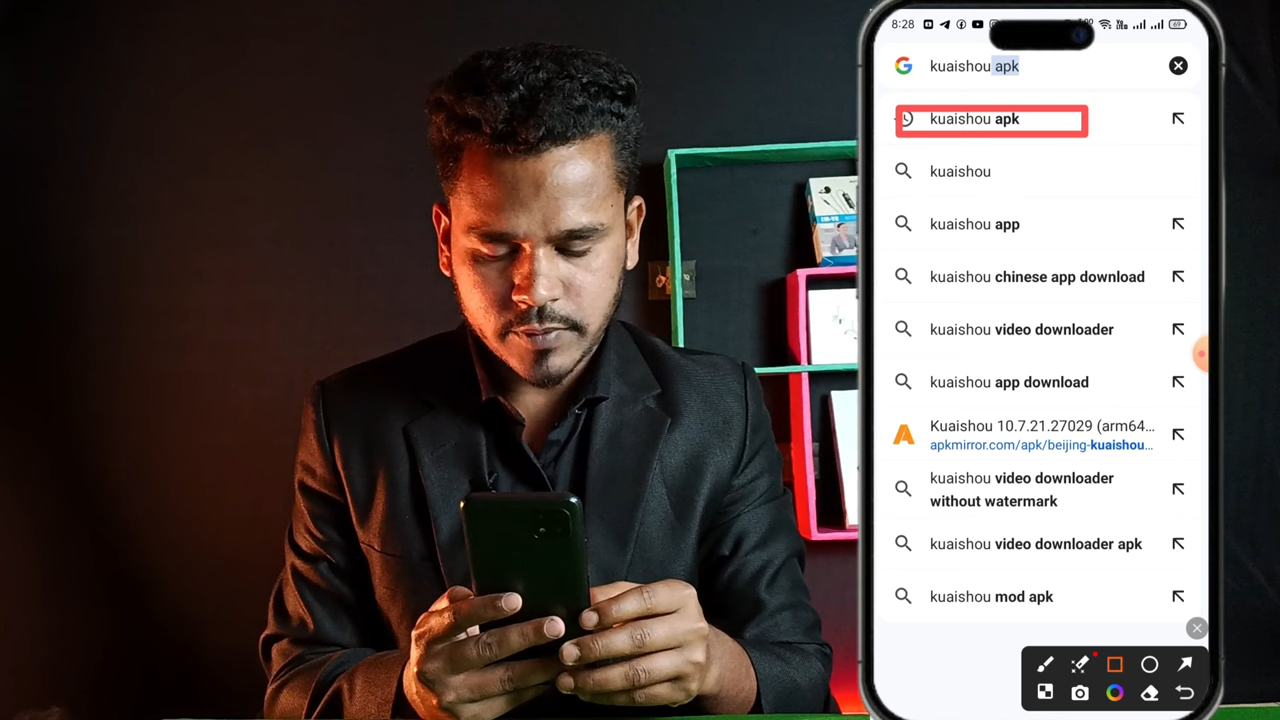 8:28
69
kuaishou apk
kuaishou apk
kuaishou
kuaishou app
kuaishou chinese app download
kuaishou video downloader
kuaishou app download
Kuaishou 10.7.21.27029 (arm64…
apkmirror.com/apk/beijing-kuaishou…
kuaishou video downloader
without watermark
kuaishou video downloader apk
kuaishou mod apk